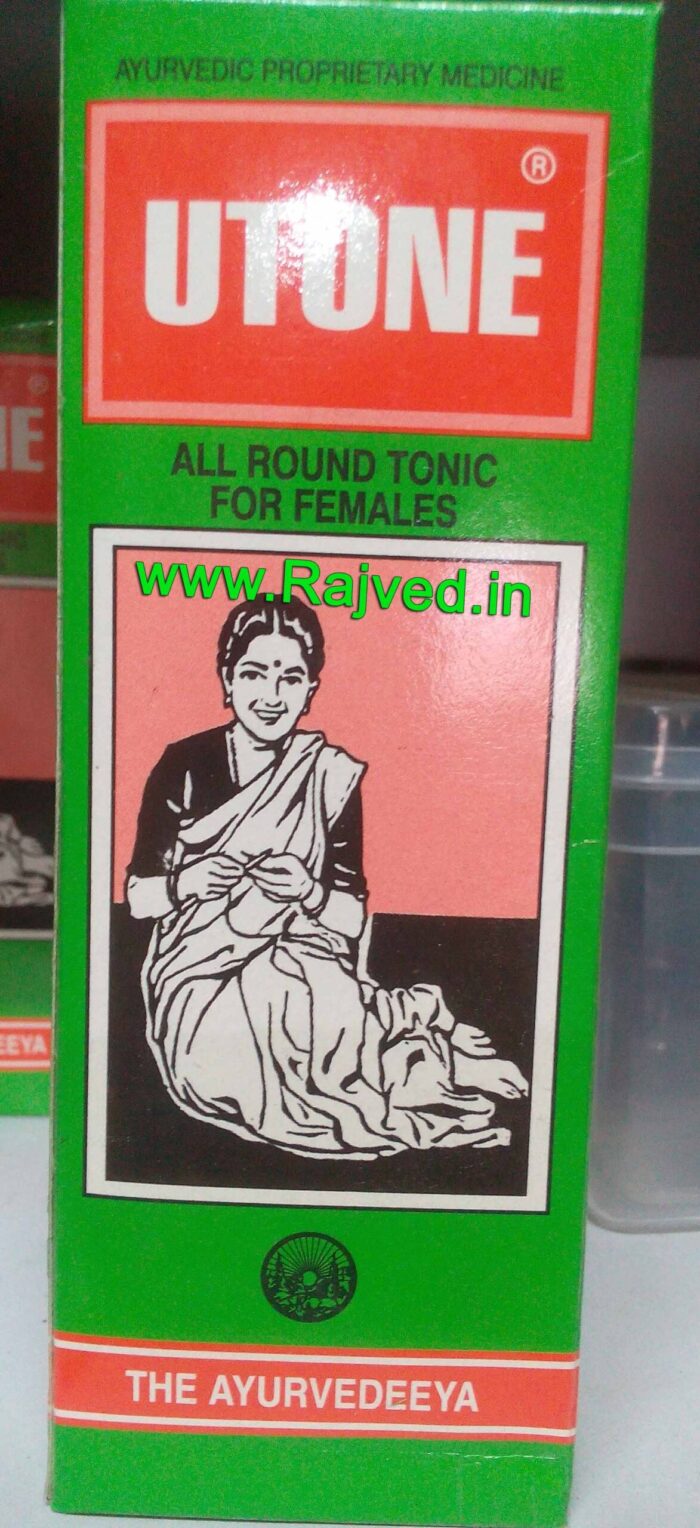 AYURVEDIC PROPRIETARY MEDICINE
®
UTONE
ALL ROUND TONIC
FOR FEMALES
www.Rajved.in
THE AYURVEDEEYA